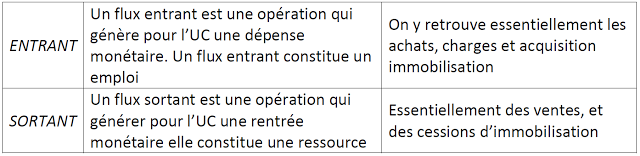 Un flux entrant est une opération qui
génère pour l'UC une dépense
monétaire. Un flux entrant constitue un
emploi
ENTRANT
On y retrouve essentiellement les
achats, charges et acquisition
immobilisation
Un flux sortant est une opération qui
générer pour l'UC une rentrée
monétaire elle constitue une ressource
SORTANT
Essentiellement des ventes, et
des cessions d'immobilisation